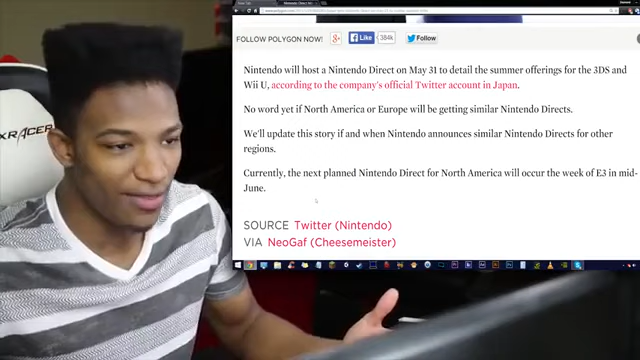 FOLLOW POLYGON NOW! Like 384k Follow
Nintendo will host a Nintendo Direct on May 31 to detail the summer offerings for the 3DS and
Wii U, according to the company's official Twitter account in Japan.
No word yet if North America or Europe will be getting similar Nintendo Directs.
We'll update this story if and when Nintendo announces similar Nintendo Directs for other
regions.
Currently, the next planned Nintendo Direct for North America will occur the week of E3 in mid-
June.
SOURCE Twitter (Nintendo)
VIA NeoGaf (Cheesemeister)
XRACER